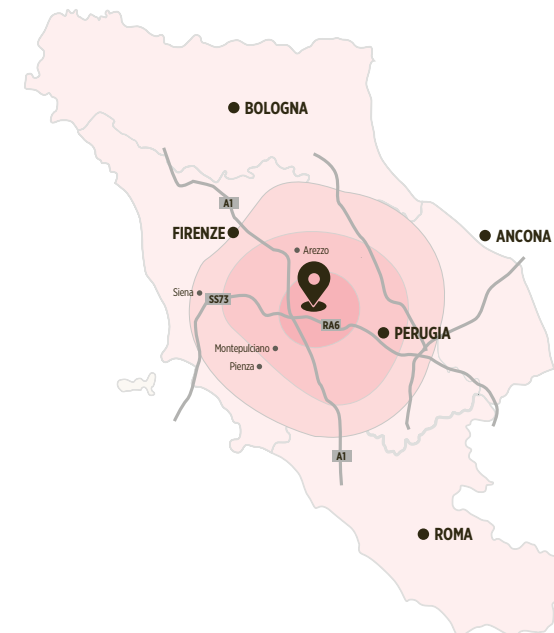 BOLOGNA
A1
FIRENZE
ANCONA
Arezzo
Siena
SS73
RA6
PERUGIA
Montepulciano
Pienza
A1
ROMA